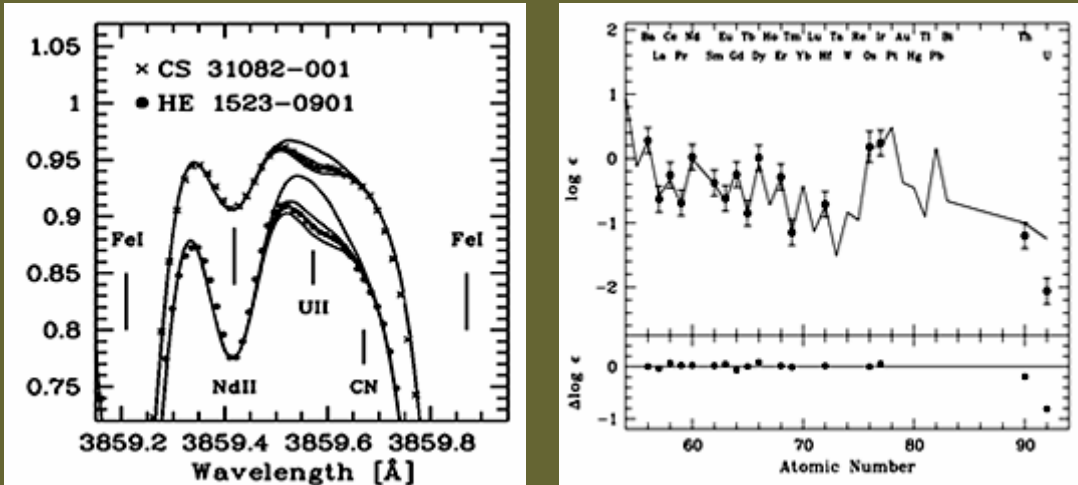 1.05
× CS 31082-001
1
● HE 1523-0901
0.95
0.9
FeI
FeI
0.85
UII
0.8
NdII
CN
0.75
3859.2 3859.4 3859.6 3859.8
Wavelength [Å]
Ba Ce Nd Eu Tb Ho Tm Lu Ta Re Ir Au Tl Bi Th
La Pr Sm Gd Dy Er Yb Hf W Os Pt Hg Pb U
2
1
0
-1
-2
log ϵ
0
-1
Δlog ϵ
60 70 80 90
Atomic Number